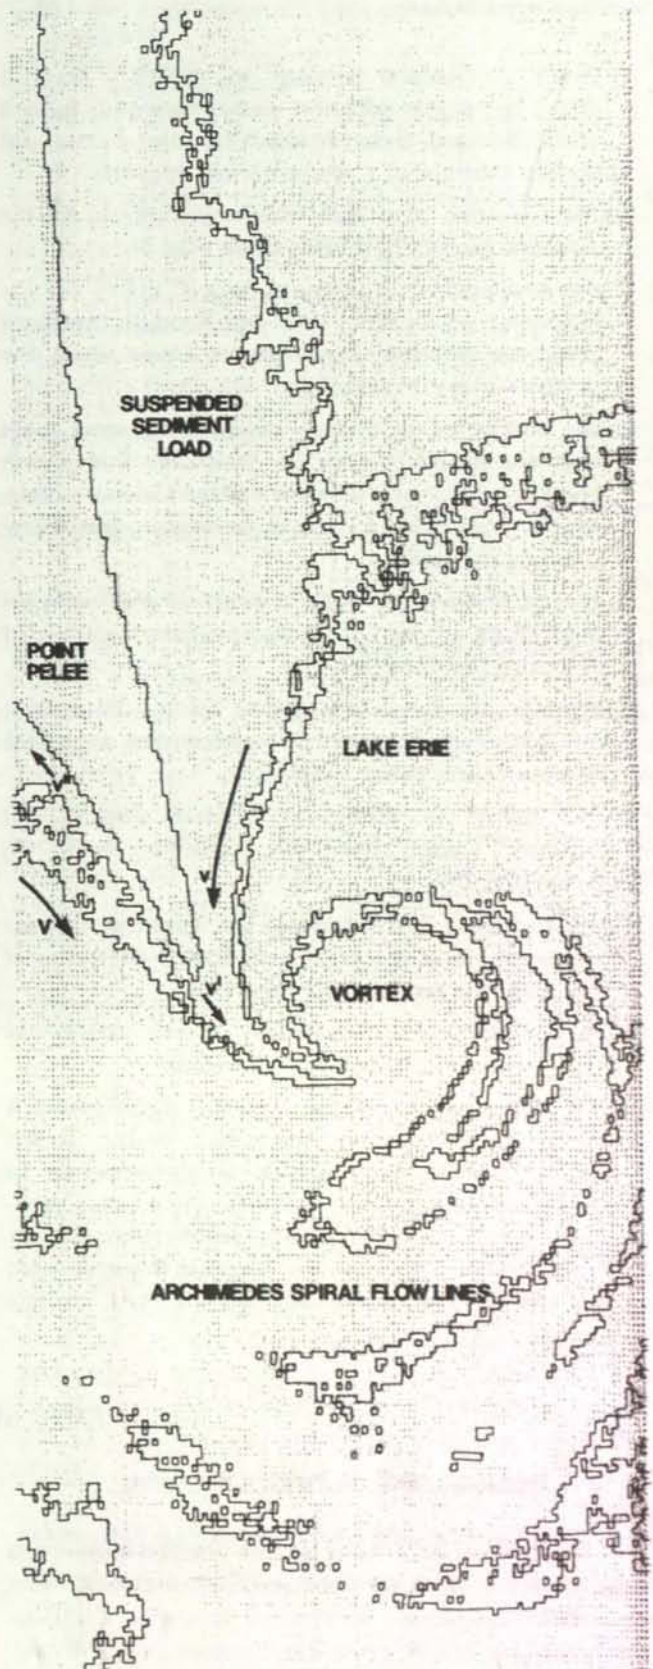 SUSPENDED
SEDIMENT
LOAD
POINT
PELEE
LAKE ERIE
V
V
VORTEX
ARCHIMEDES SPIRAL FLOW LINES